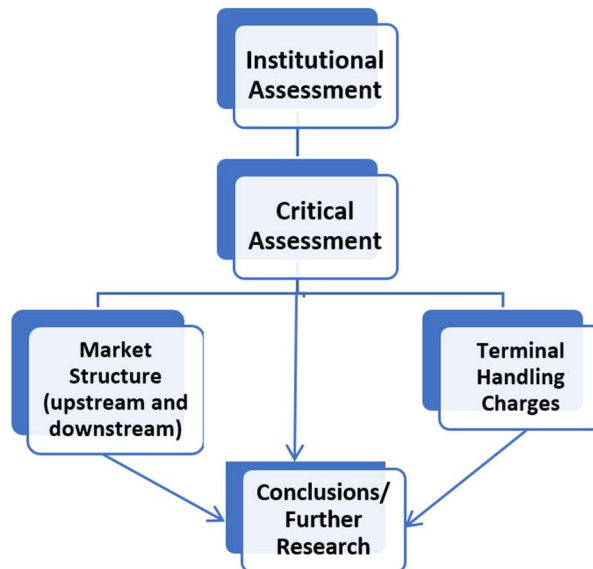 Institutional
Assessment
Critical
Assessment
Market
Structure
(upstream and
downstream)
Terminal
Handling
Charges
Conclusions/
Further
Research